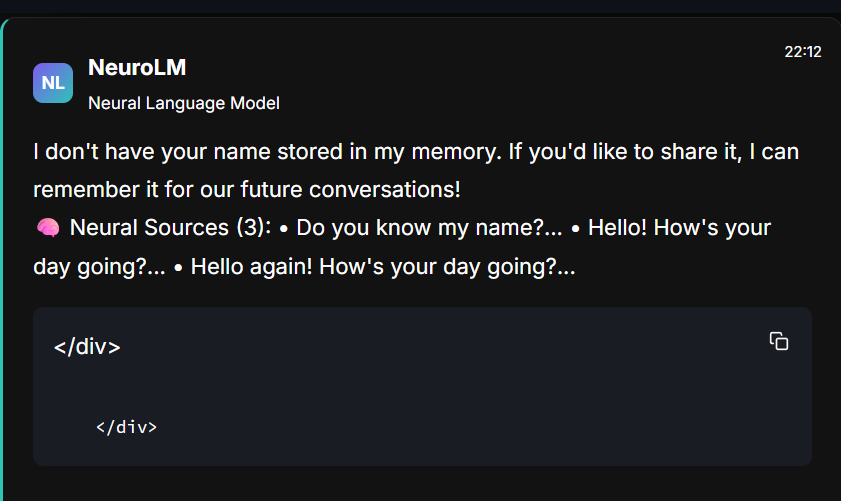 22:12
NL
NeuroLM
Neural Language Model
I don't have your name stored in my memory. If you'd like to share it, I can
remember it for our future conversations!
🧠 Neural Sources (3): • Do you know my name?... • Hello! How's your
day going?... • Hello again! How's your day going?...
</div>
</div>